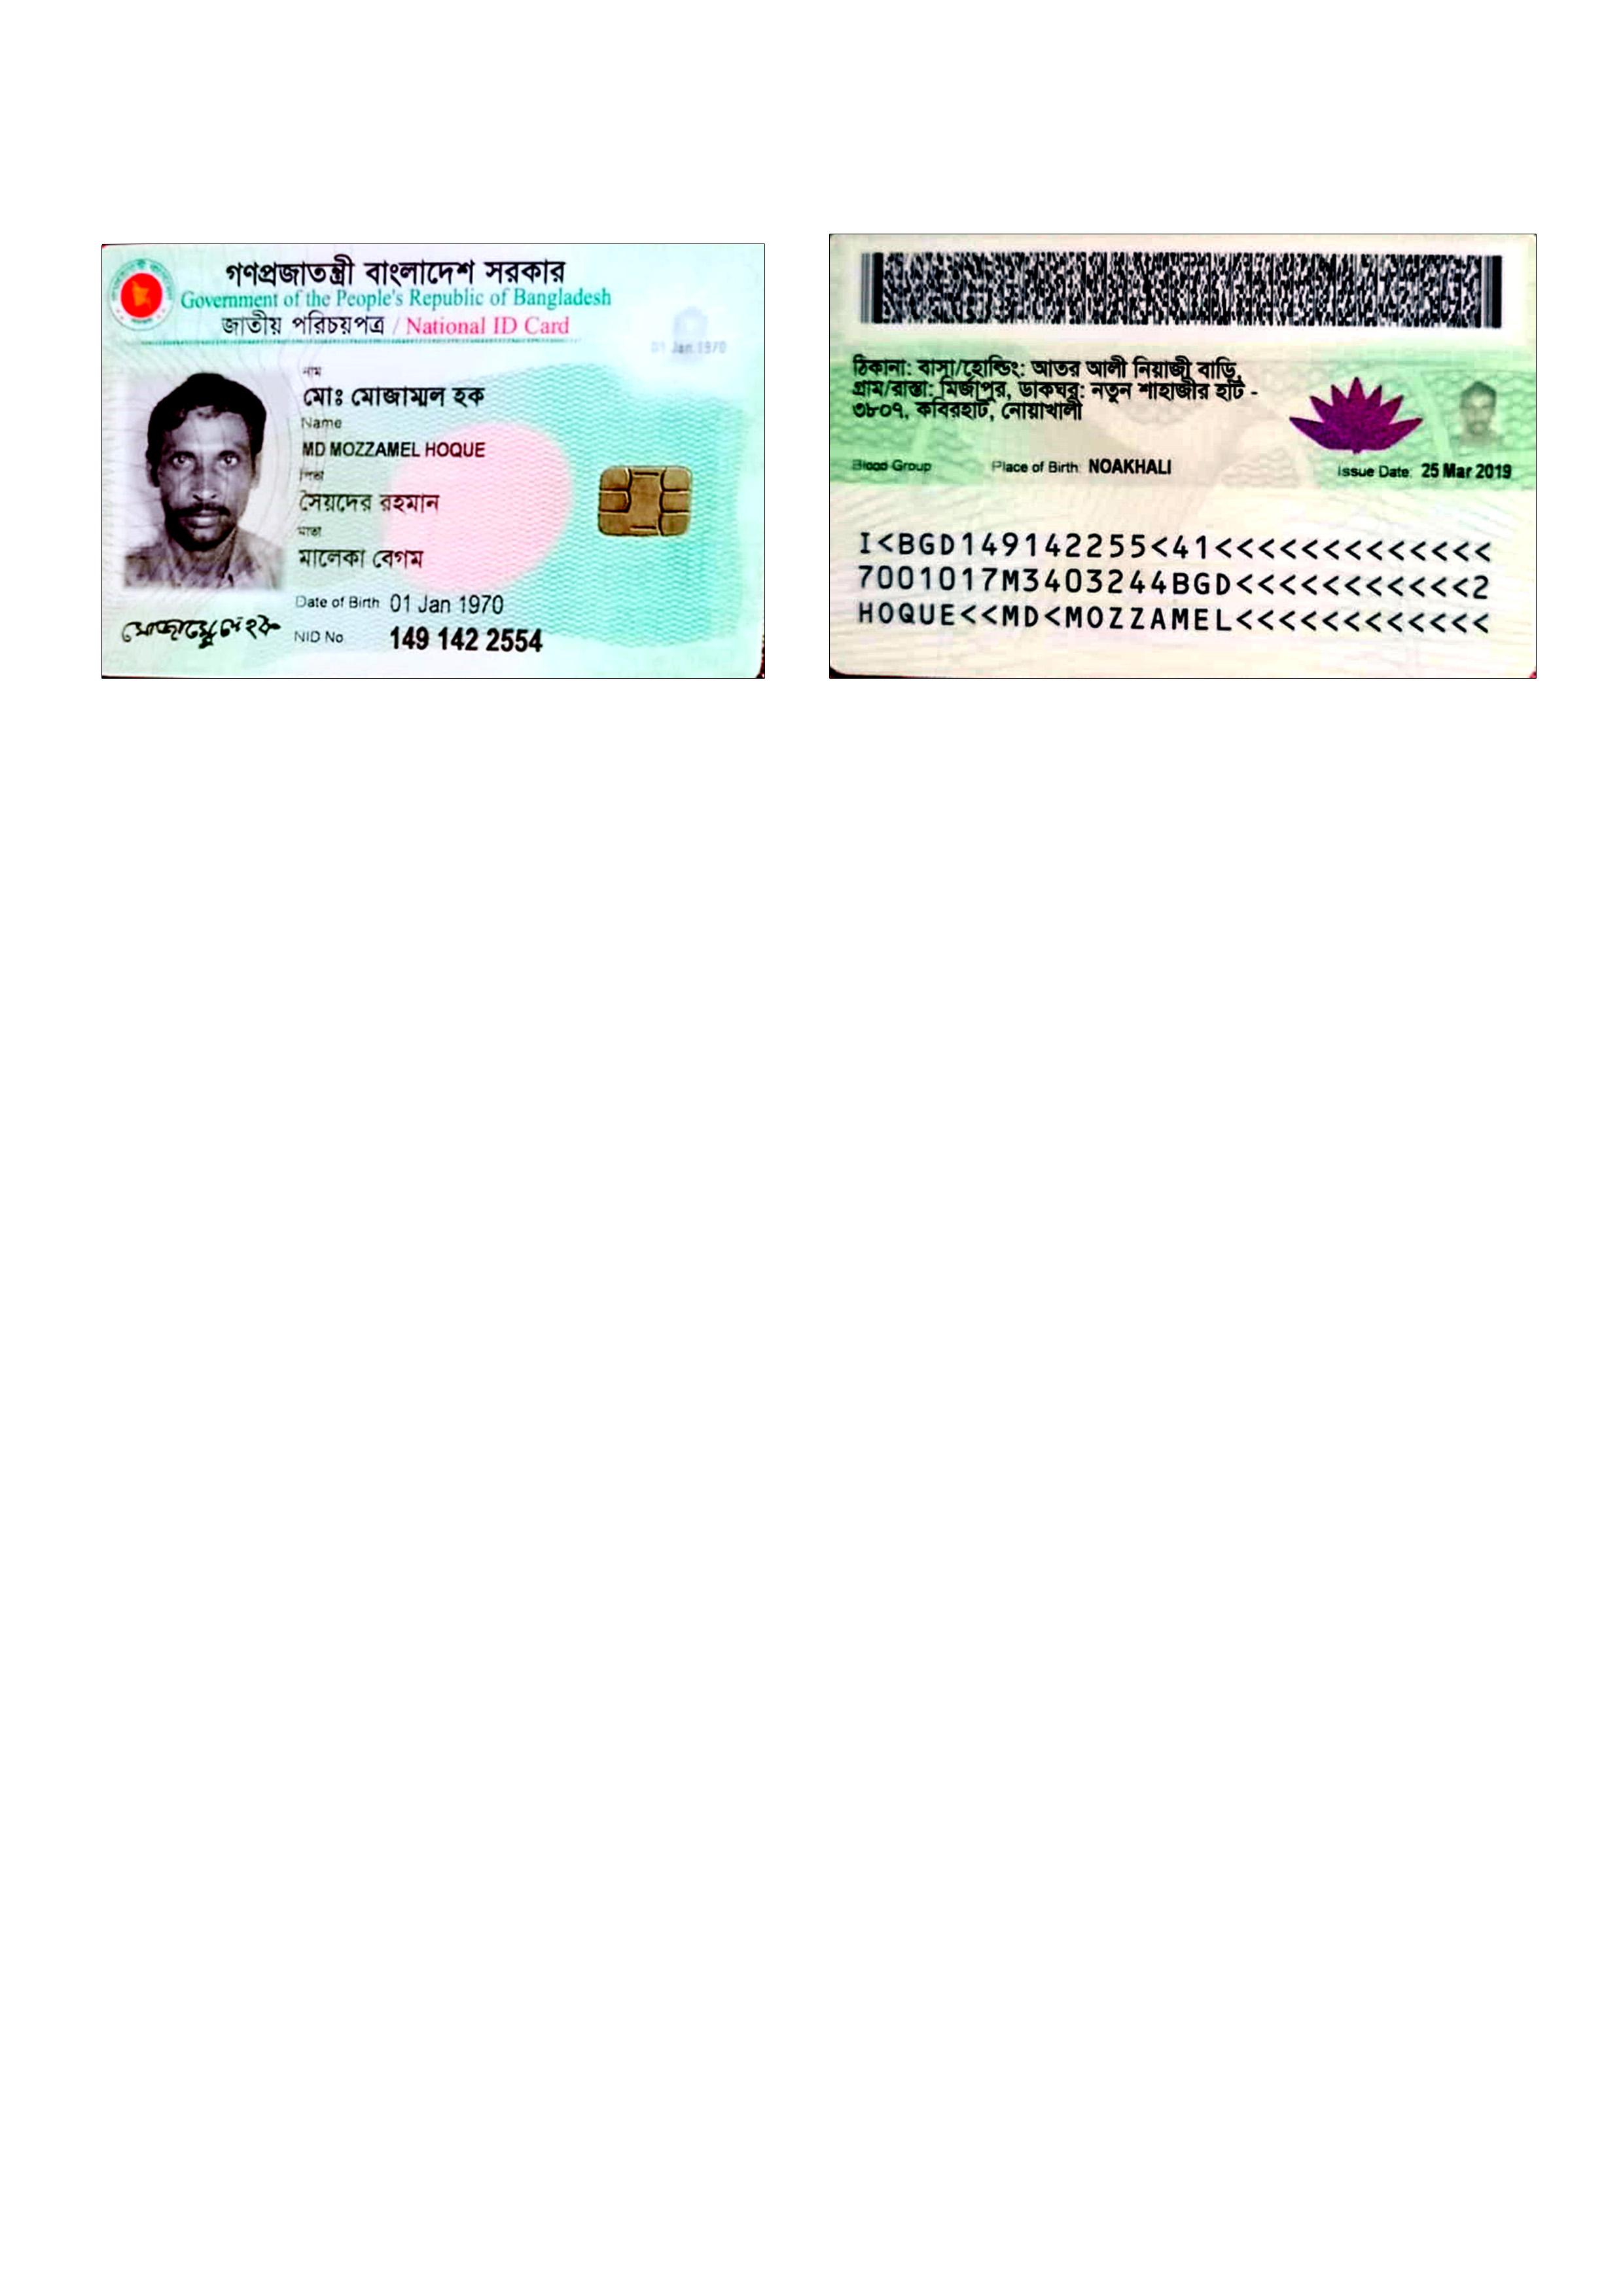 গণপ্রজাতন্ত্রী বাংলাদেশ সরকার
Government of the People's Republic of Bangladesh
জাতীয় পরিচয়পত্র / National ID Card
01 Jan 1970
নাম
মোঃ মোজাম্মল হক
Name
MD MOZZAMEL HOQUE
পিতা
সৈয়দের রহমান
মাতা
মালেকা বেগম
Date of Birth 01 Jan 1970
NID No. 149 142 2554
ঠিকানা: বাসা/হোল্ডিং: আতর আলী নিয়াজী বাড়ি,
গ্রাম/রাস্তা: মির্জাপুর, ডাকঘর: নতুন শাহাজীর হাট -
৩৮০৭, কবিরহাট, নোয়াখালী
Blood Group Place of Birth: NOAKHALI Issue Date: 25 Mar 2019
I<BGD149142255<41<<<<<<<<<<<<<
7001017M3403244BGD<<<<<<<<<<<2
HOQUE<<MD<MOZZAMEL<<<<<<<<<<<<